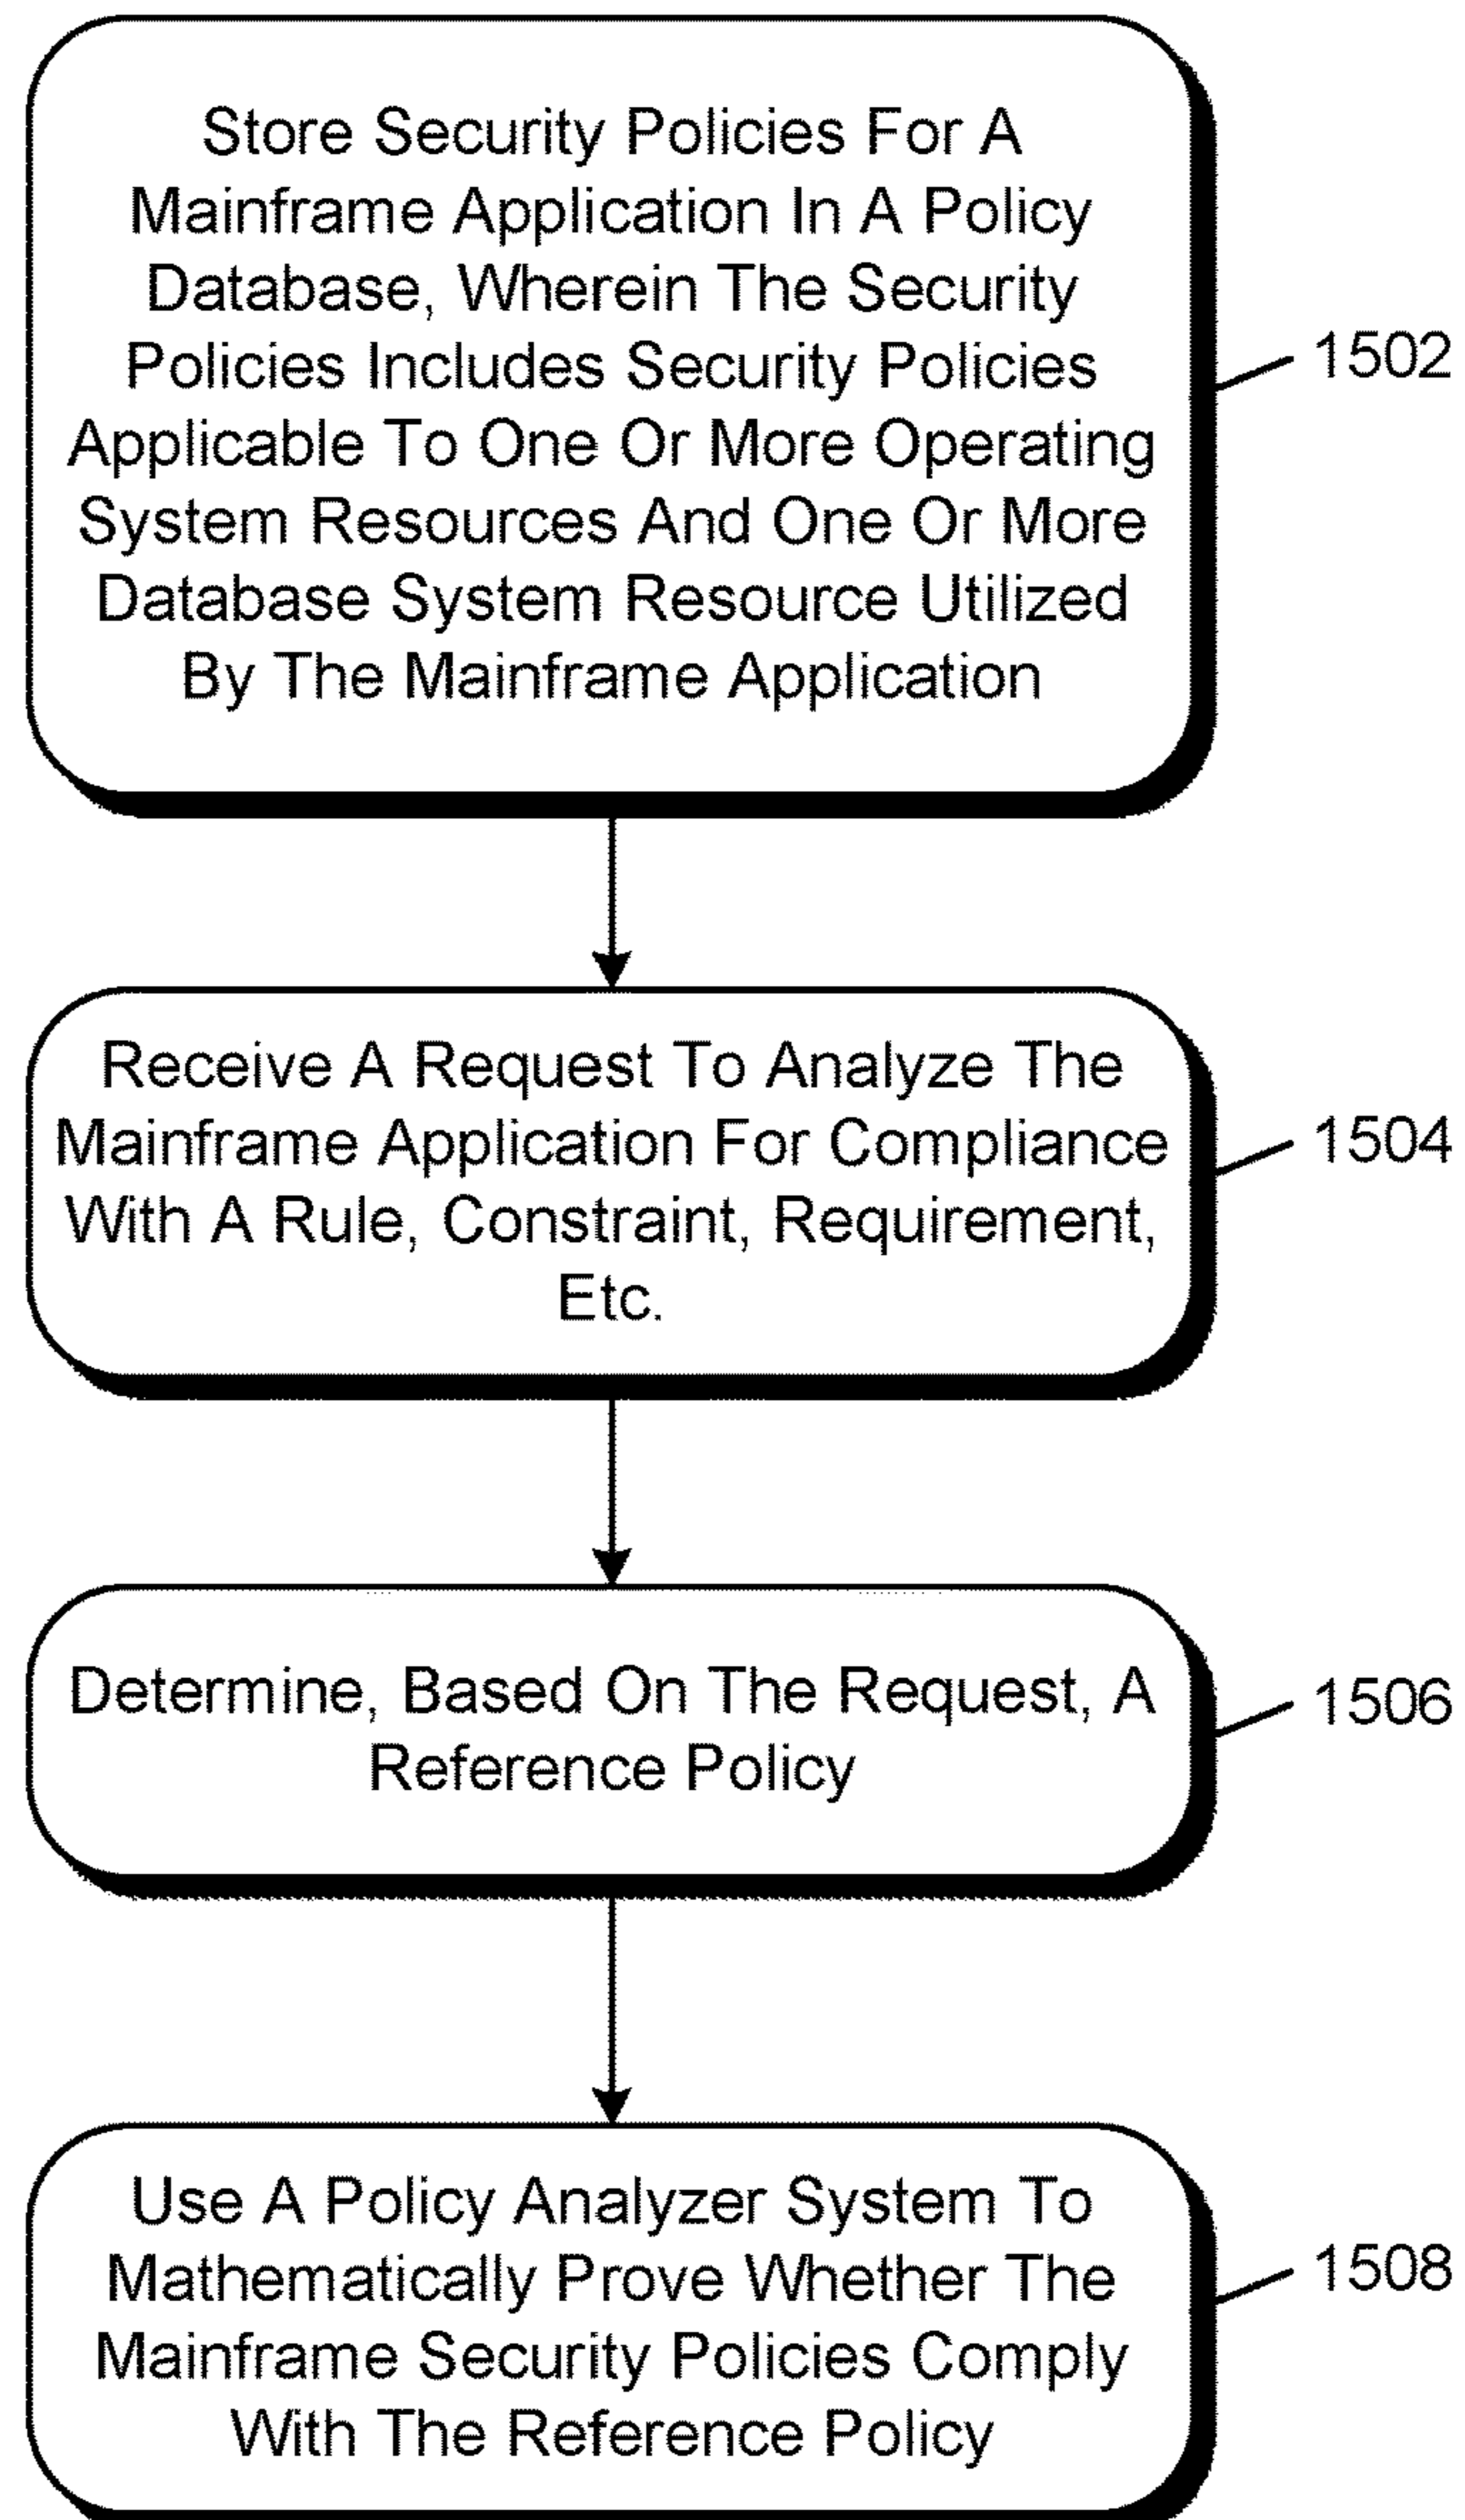 Store Security Policies For A
Mainframe Application In A Policy
Database, Wherein The Security
Policies Includes Security Policies
Applicable To One Or More Operating
System Resources And One Or More
Database System Resource Utilized
By The Mainframe Application
1502
Receive A Request To Analyze The
Mainframe Application For Compliance
With A Rule, Constraint, Requirement,
Etc.
1504
Determine, Based On The Request, A
Reference Policy
1506
Use A Policy Analyzer System To
Mathematically Prove Whether The
Mainframe Security Policies Comply
With The Reference Policy
1508